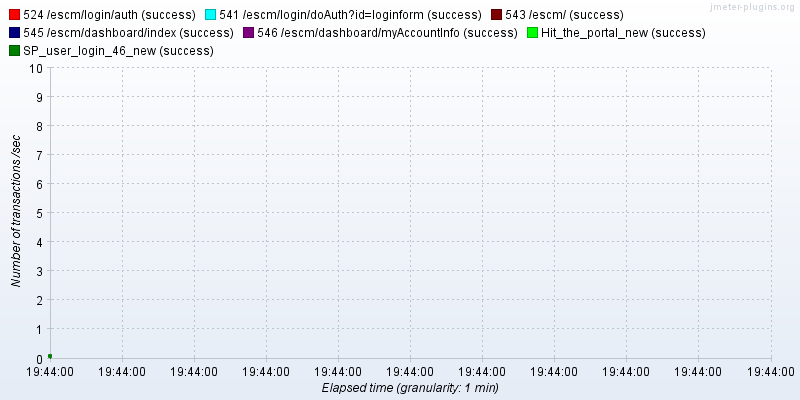 jmeter-plugins.org
524 /escm/login/auth (success) 541 /escm/login/doAuth?id=loginform (success) 543 /escm/ (success)
545 /escm/dashboard/index (success) 546 /escm/dashboard/myAccountInfo (success) Hit_the_portal_new (success)
SP_user_login_46_new (success)
10
9
8
7
6
5
4
3
2
1
0
Number of transactions /sec
19:44:00 19:44:00 19:44:00 19:44:00 19:44:00 19:44:00 19:44:00 19:44:00 19:44:00 19:44:00 19:44:00
Elapsed time (granularity: 1 min)